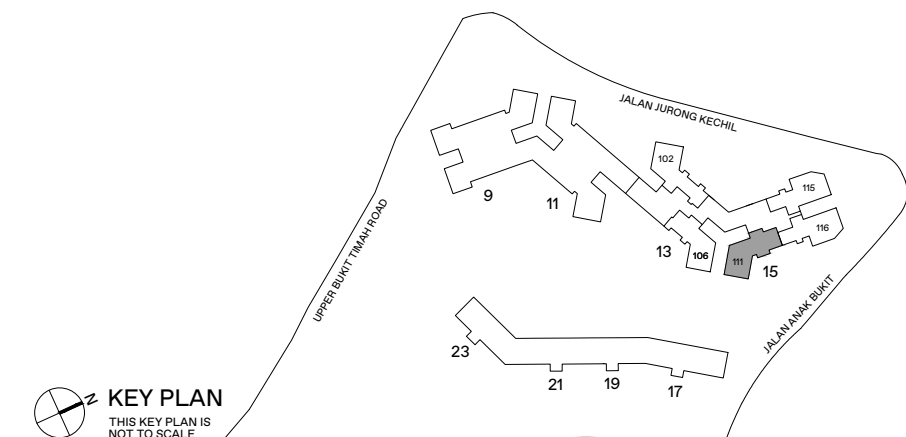 JALAN JURONG KECHIL
102
115
9
11
116
13
106
111
15
UPPER BUKIT TIMAH ROAD
JALAN ANAK BUKIT
23
21
19
17
N
KEY PLAN
THIS KEY PLAN IS
NOT TO SCALE